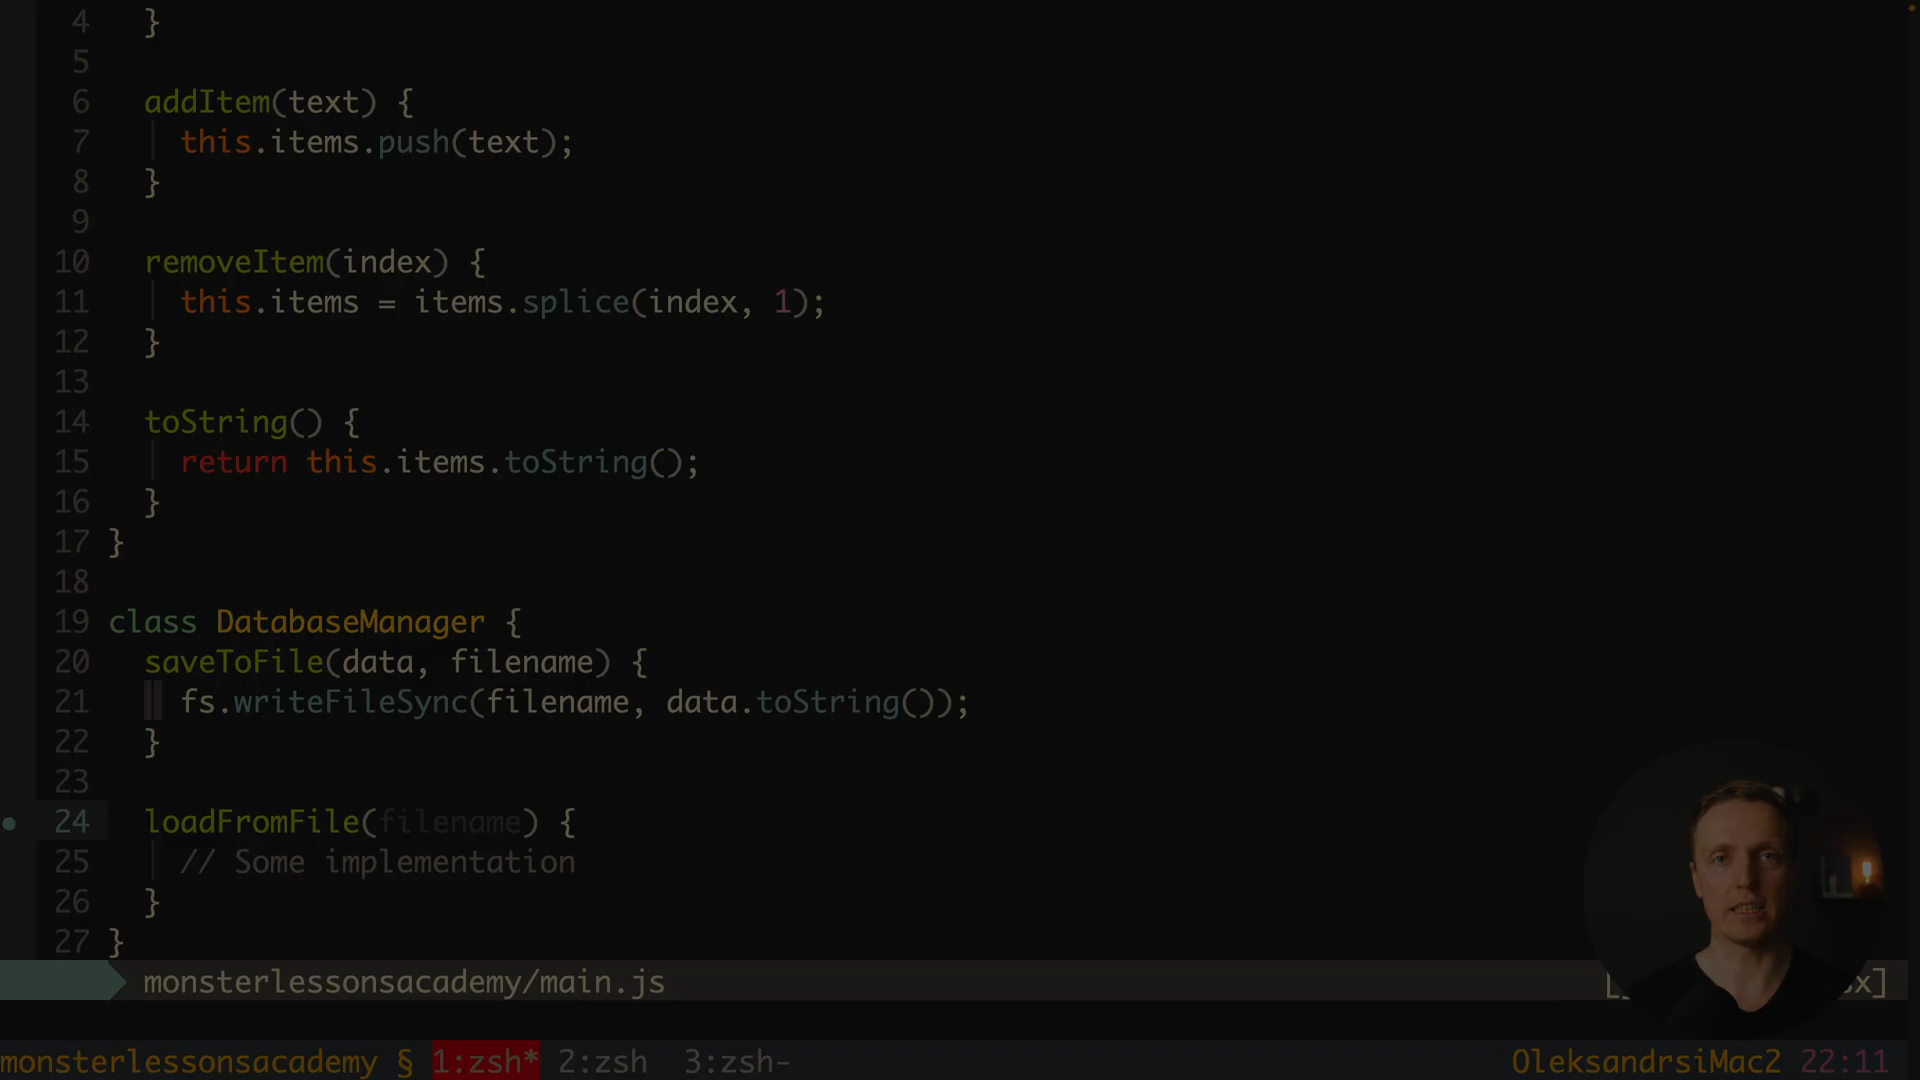 4 }
5
6 addItem(text) {
7 this.items.push(text);
8 }
9
10 removeItem(index) {
11 this.items = items.splice(index, 1);
12 }
13
14 toString() {
15 return this.items.toString();
16 }
17 }
18
19 class DatabaseManager {
20 saveToFile(data, filename) {
21 fs.writeFileSync(filename, data.toString());
22 }
23
24 loadFromFile(filename) {
25 // Some implementation
26 }
27 }
monsterlessonsacademy/main.js
monsterlessonsacademy § 1:zsh* 2:zsh 3:zsh- OleksandrsiMac2 22:11